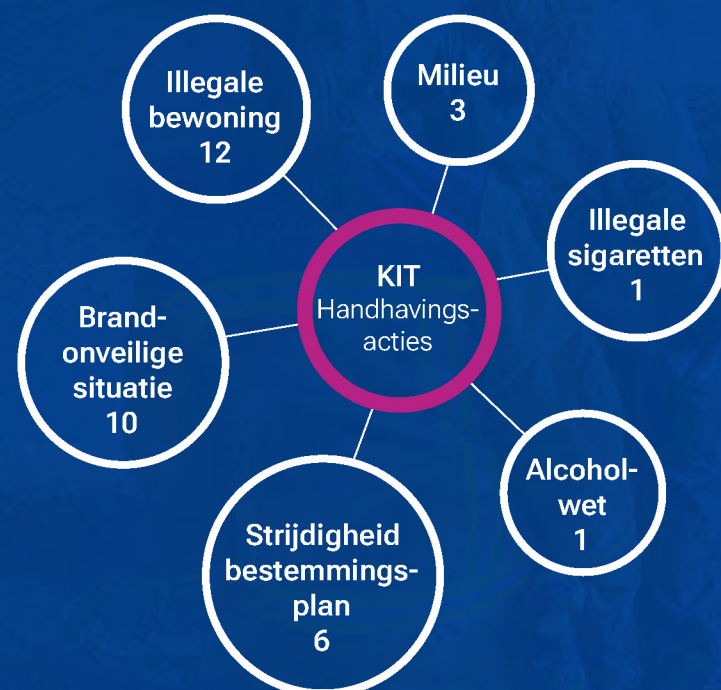 Illegale
bewoning
12
Milieu
3
Illegale
sigaretten
1
KIT
Handhavings-
acties
Brand-
onveilige
situatie
10
Alcohol-
wet
1
Strijdigheid
bestemmings-
plan
6